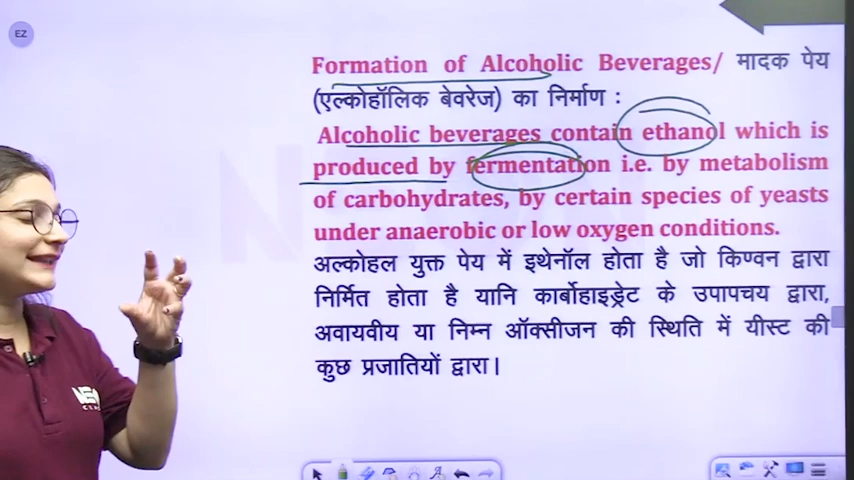 EZ
Formation of Alcoholic Beverages/ मादक पेय
(एल्कोहॉलिक बेवरेज) का निर्माण :
Alcoholic beverages contain ethanol which is
produced by fermentation i.e. by metabolism
of carbohydrates, by certain species of yeasts
under anaerobic or low oxygen conditions.
अल्कोहल युक्त पेय में इथेनॉल होता है जो किण्वन द्वारा
निर्मित होता है यानि कार्बोहाइड्रेट के उपापचय द्वारा,
अवायवीय या निम्न ऑक्सीजन की स्थिति में यीस्ट की
कुछ प्रजातियों द्वारा।